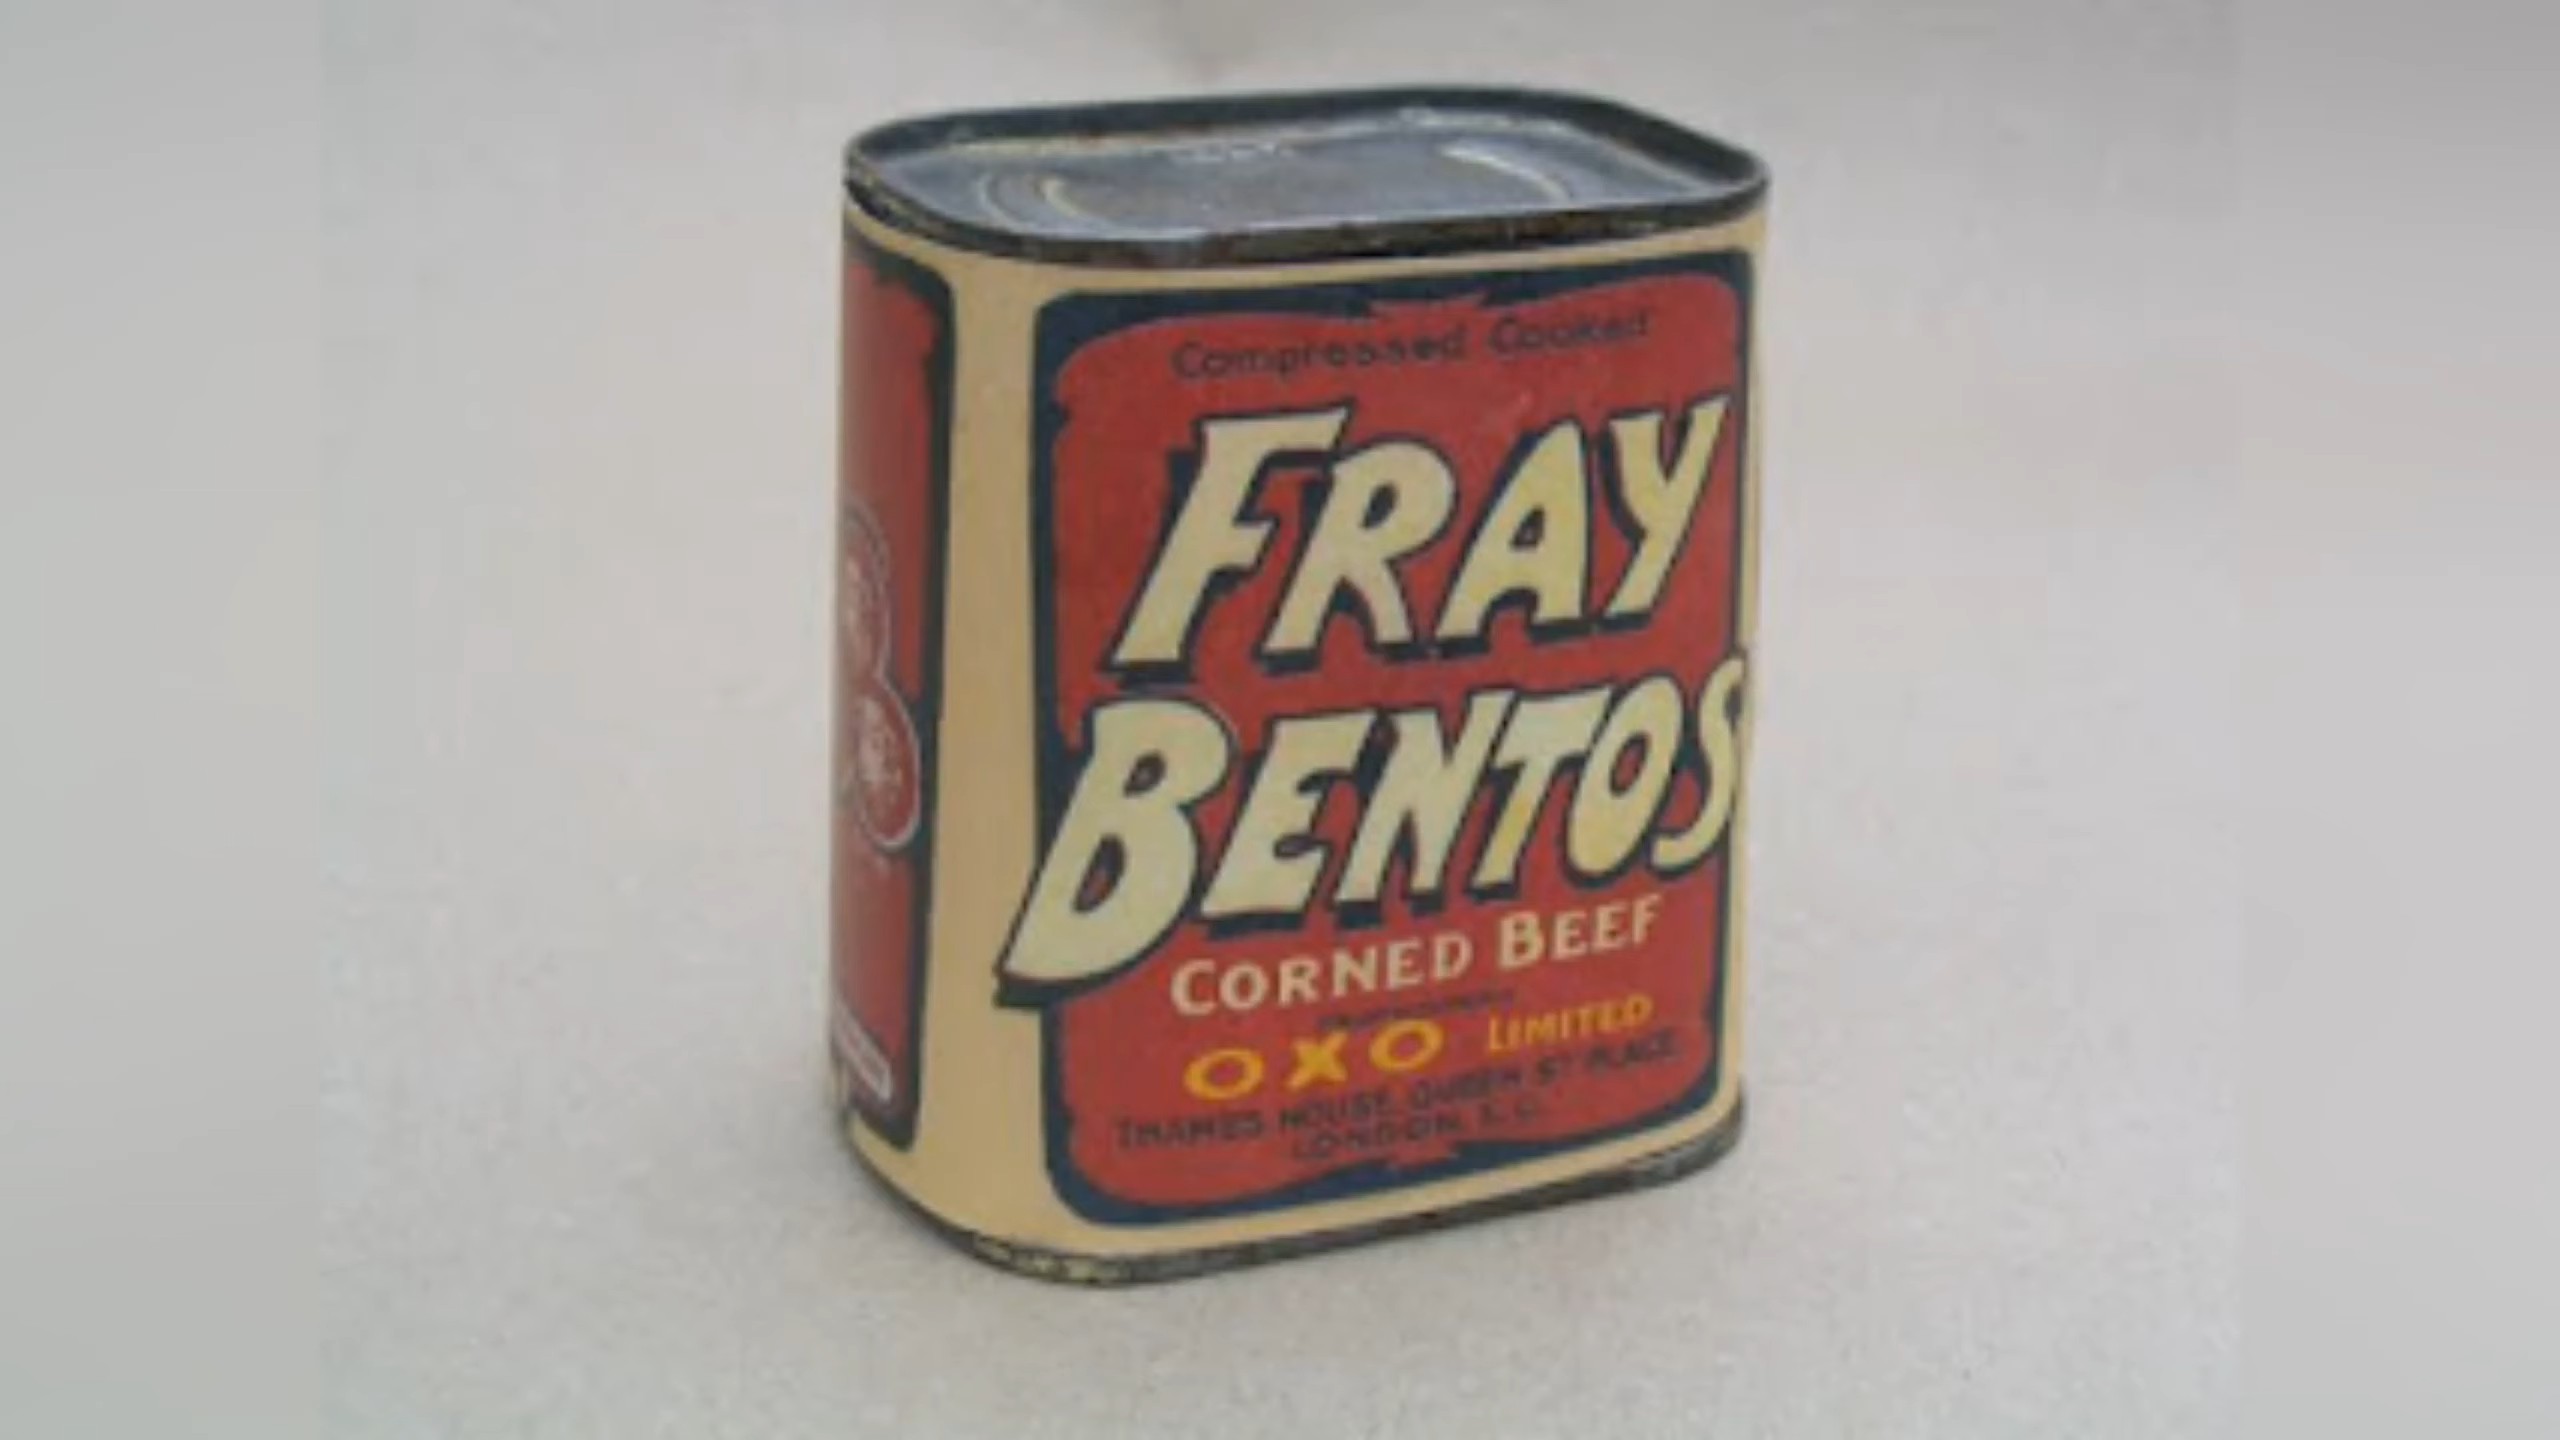 Compressed Cooked
FRAY
BENTOS
CORNED BEEF
OXO LIMITED
THAMES HOUSE, QUEEN ST PLACE
LONDON, E.C.